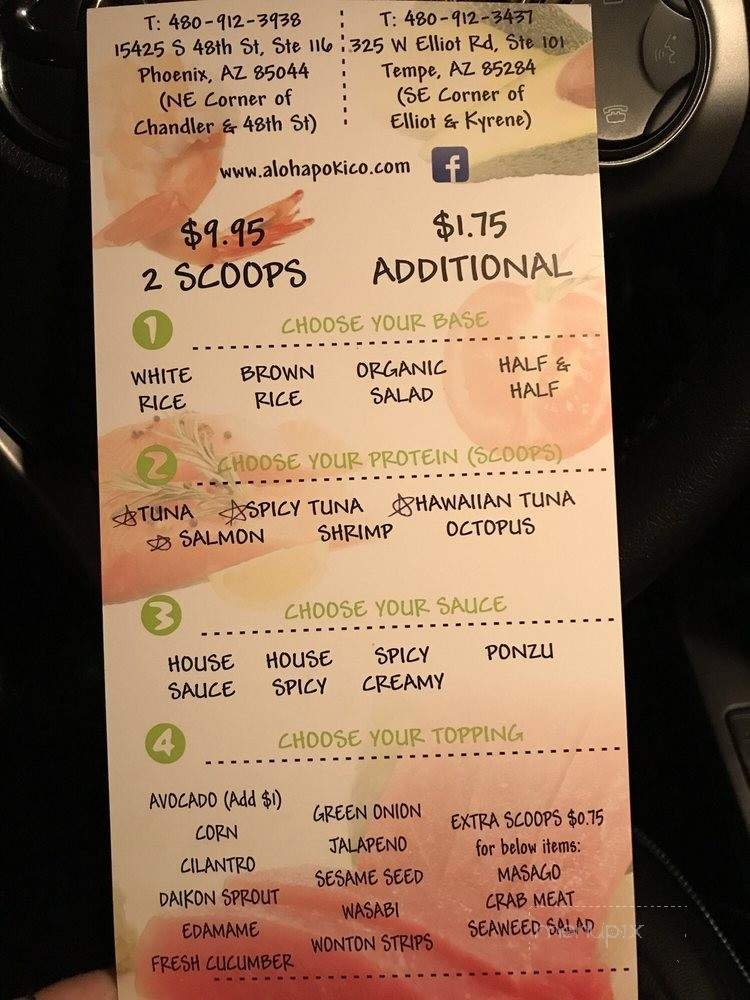 T: 480-912-3938
15425 S 48th St, Ste 116
Phoenix, AZ 85044
(NE Corner of
Chandler & 48th St)
T: 480-912-3437
325 W Elliot Rd, Ste 101
Tempe, AZ 85284
(SE Corner of
Elliot & Kyrene)
www.alohapokico.com f
$9.95
2 SCOOPS
$1.75
ADDITIONAL
1 CHOOSE YOUR BASE
WHITE
RICE
BROWN
RICE
ORGANIC
SALAD
HALF &
HALF
2 CHOOSE YOUR PROTEIN (SCOOPS)
☆TUNA ☆SPICY TUNA ☆HAWAIIAN TUNA
☆ SALMON SHRIMP OCTOPUS
3 CHOOSE YOUR SAUCE
HOUSE
SAUCE
HOUSE
SPICY
SPICY
CREAMY
PONZU
4 CHOOSE YOUR TOPPING
AVOCADO (Add $1)
CORN
CILANTRO
DAIKON SPROUT
EDAMAME
FRESH CUCUMBER
GREEN ONION
JALAPENO
SESAME SEED
WASABI
WONTON STRIPS
EXTRA SCOOPS $0.75
for below items:
MASAGO
CRAB MEAT
SEAWEED SALAD
menupix